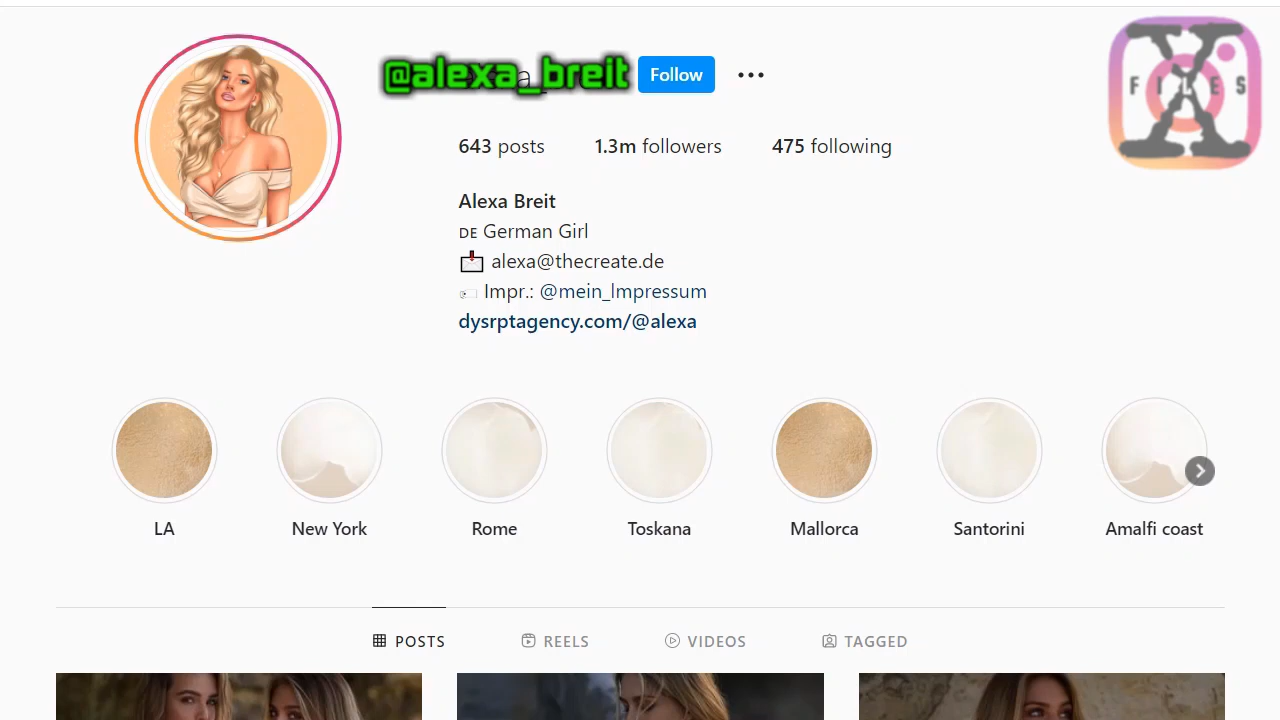 @alexa_breit Follow
X FILES
643 posts 1.3m followers 475 following
Alexa Breit
DE German Girl
alexa@thecreate.de
Impr.: @mein_Impressum
dysrptagency.com/@alexa
LA New York Rome Toskana Mallorca Santorini Amalfi coast
POSTS REELS VIDEOS TAGGED